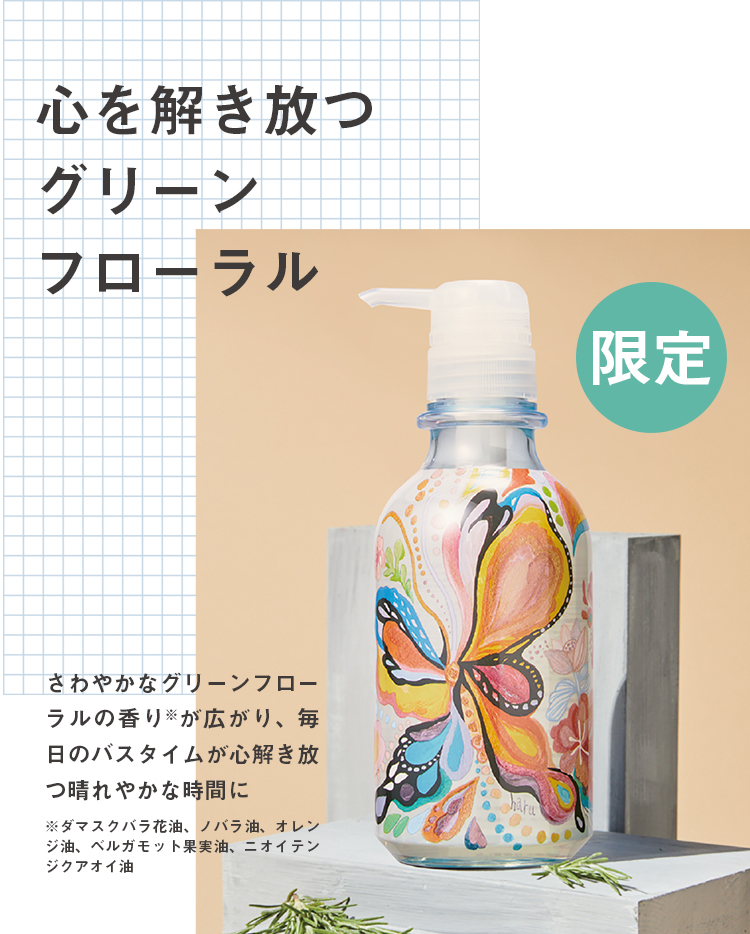 心を解き放つ
グリーン
フローラル
限定
さわやかなグリーンフロー
ラルの香り※が広がり、毎
日のバスタイムが心解き放
つ晴れやかな時間に
※ダマスクバラ花油、ノバラ油、オレン
ジ油、ベルガモット果実油、ニオイテン
ジクアオイ油
haru